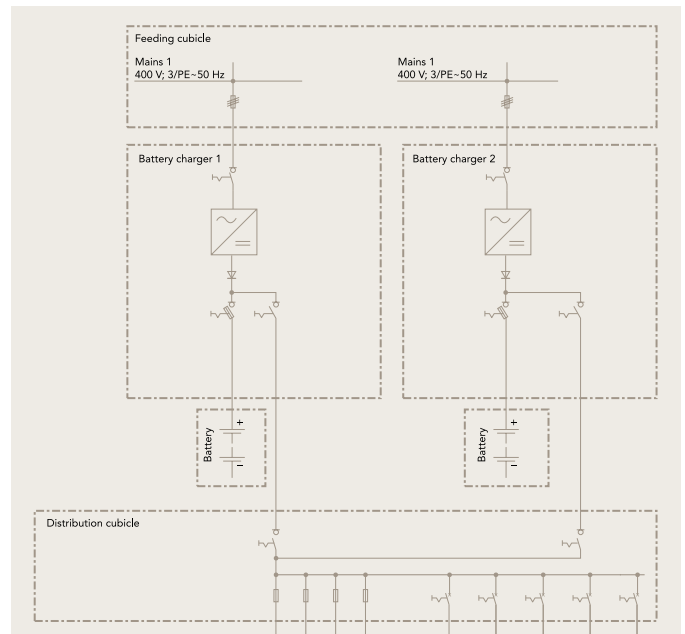 Feeding cubicle
Mains 1
400 V; 3/PE~50 Hz
Mains 1
400 V; 3/PE~50 Hz
Battery charger 1
Battery charger 2
Battery
+
–
Battery
+
–
Distribution cubicle